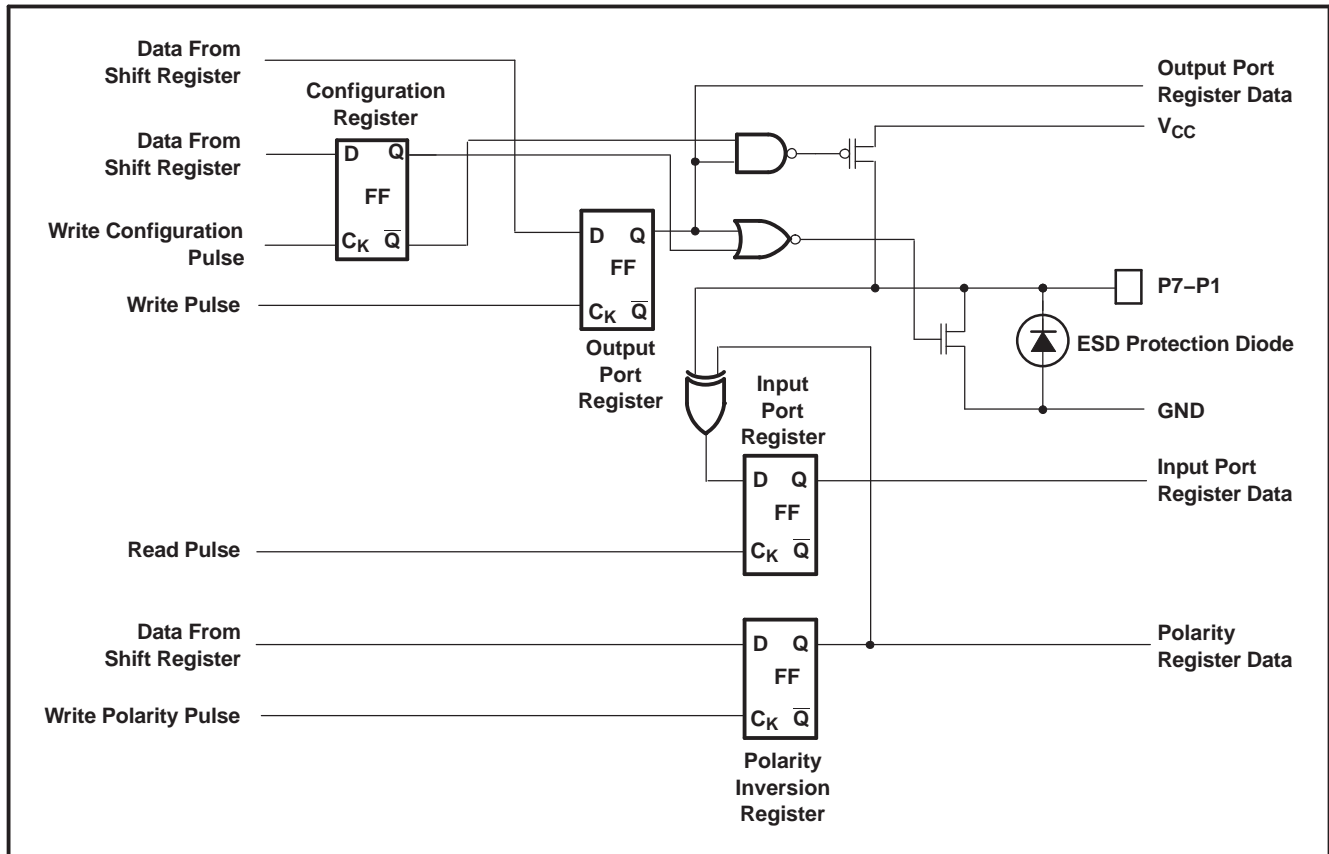 Data From
Shift Register
Configuration
Register
Output Port
Register Data
VCC
Data From
Shift Register
D Q
FF
CK Q̅
Write Configuration
Pulse
D Q
FF
CK Q̅
Write Pulse
P7–P1
ESD Protection Diode
Output
Port
Register
Input
Port
Register
GND
D Q
FF
CK Q̅
Input Port
Register Data
Read Pulse
Data From
Shift Register
D Q
FF
CK Q̅
Polarity
Register Data
Write Polarity Pulse
Polarity
Inversion
Register